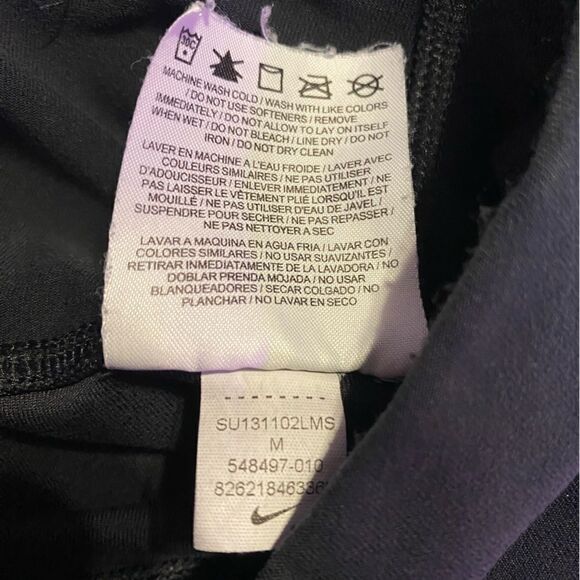 30C
MACHINE WASH COLD / WASH WITH LIKE COLORS
/ DO NOT USE SOFTENERS / REMOVE
IMMEDIATELY / DO NOT ALLOW TO LAY ON ITSELF
WHEN WET / DO NOT BLEACH / LINE DRY / DO NOT
IRON / DO NOT DRY CLEAN
LAVER EN MACHINE A L'EAU FROIDE / LAVER AVEC
COULEURS SIMILAIRES / NE PAS UTILISER
D'ADOUCISSEUR / ENLEVER IMMEDIATEMENT / NE
PAS LAISSER LE VÊTEMENT PLIÉ LORSQU'IL EST
MOUILLÉ / NE PAS UTILISER D'EAU DE JAVEL /
SUSPENDRE POUR SECHER / NE PAS REPASSER /
NE PAS NETTOYER A SEC
LAVAR A MAQUINA EN AGUA FRIA / LAVAR CON
COLORES SIMILARES / NO USAR SUAVIZANTES /
RETIRAR INMEDIATAMENTE DE LA LAVADORA / NO
DOBLAR PRENDA MOJADA / NO USAR
BLANQUEADORES / SECAR COLGADO / NO
PLANCHAR / NO LAVAR EN SECO
SU131102LMS
M
548497-010